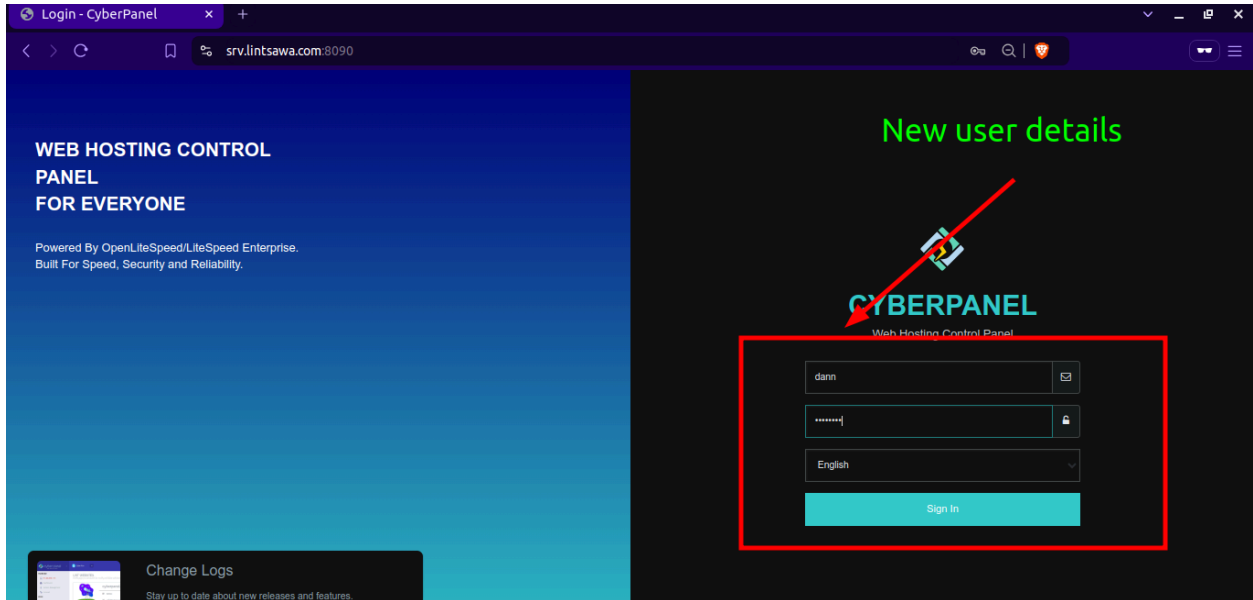 Login - CyberPanel
srv.lintsawa.com:8090
WEB HOSTING CONTROL
PANEL
FOR EVERYONE
Powered By OpenLiteSpeed/LiteSpeed Enterprise.
Built For Speed, Security and Reliability.
New user details
CYBERPANEL
Web Hosting Control Panel
dann
••••••••
English
Sign In
Change Logs
Stay up to date about new releases and features.